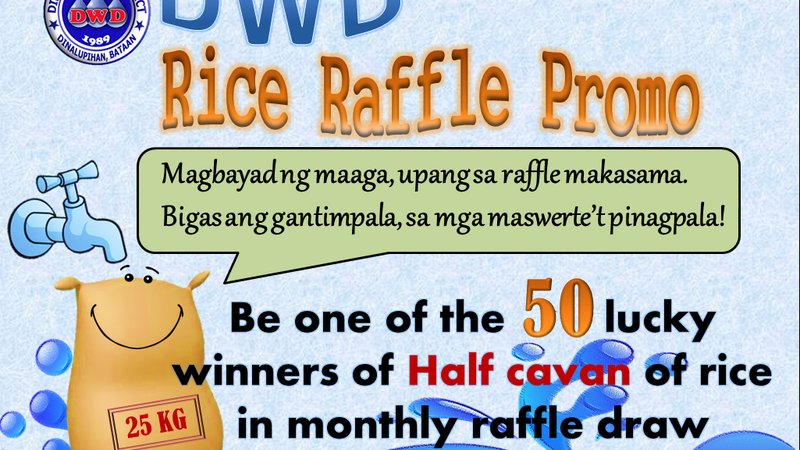 DWD
1989
DINALUPIHAN, BATAAN
DWD
Rice Raffle Promo
Magbayad ng maaga, upang sa raffle makasama.
Bigas ang gantimpala, sa mga maswerte't pinagpala!
Be one of the 50 lucky
winners of Half cavan of rice
in monthly raffle draw
25 KG